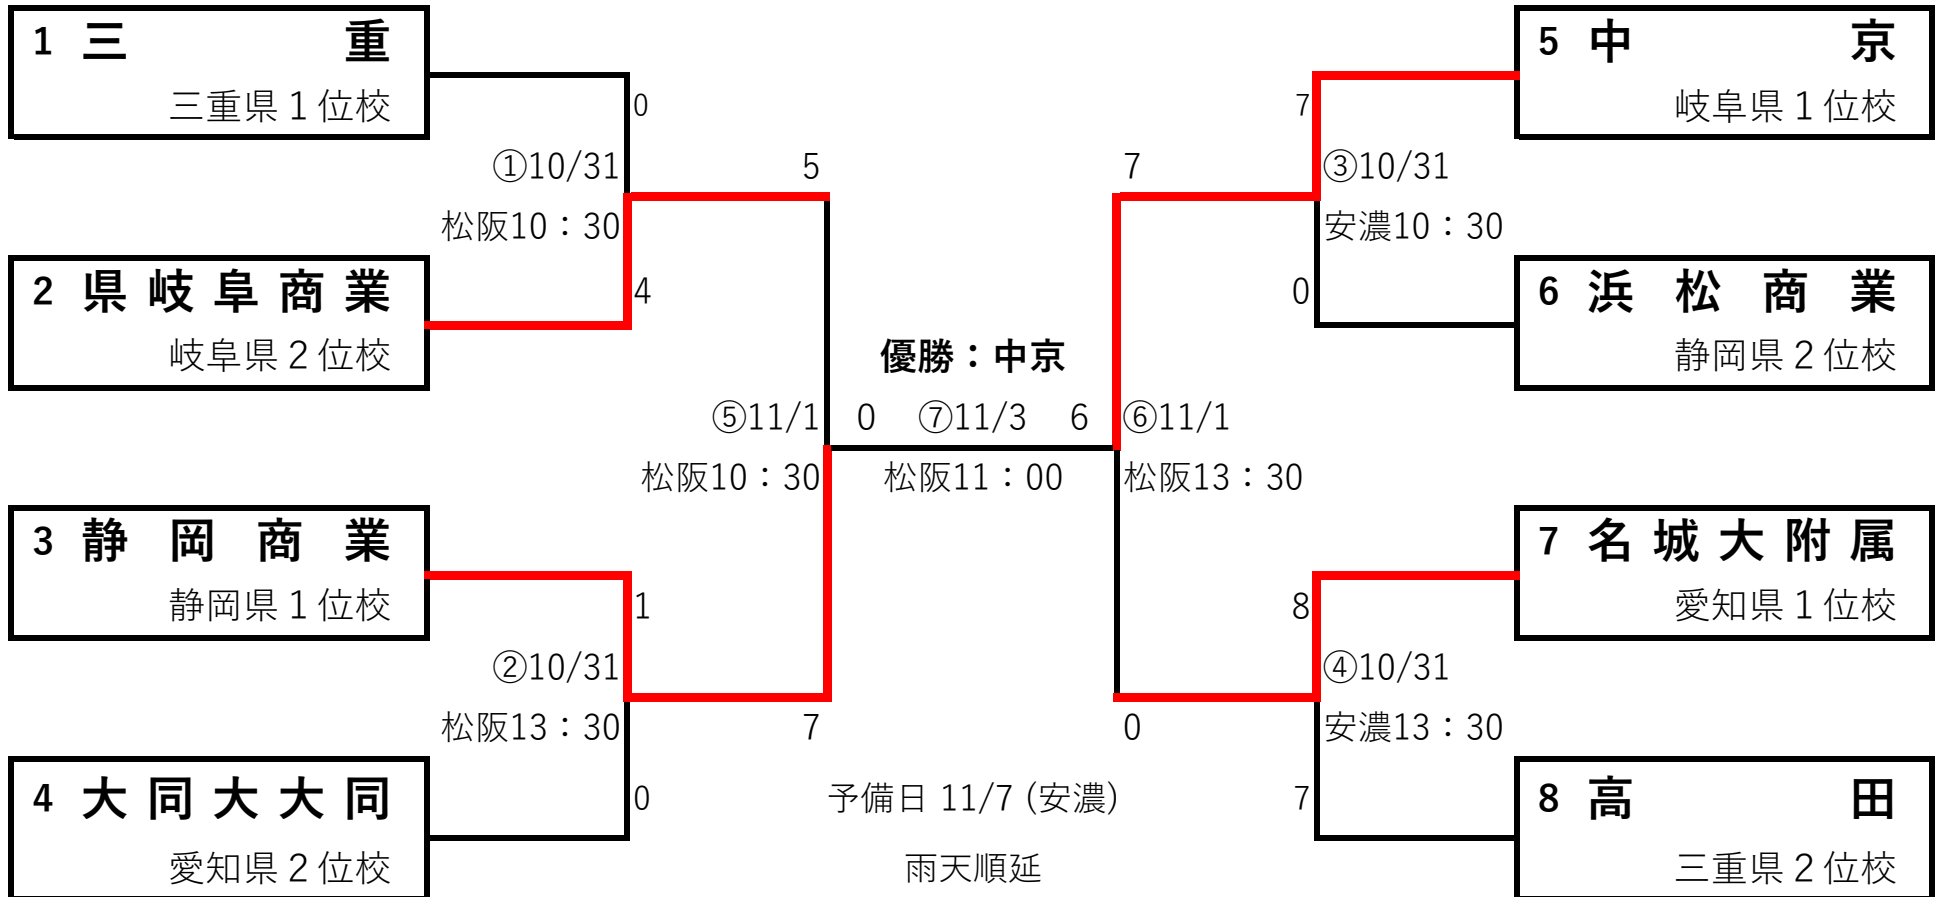 1 三 重
三重県１位校
2 県岐阜商業
岐阜県２位校
3 静岡商業
静岡県１位校
4 大同大大同
愛知県２位校
0
①10/31
松阪10：30
4
1
②10/31
松阪13：30
0
5
⑤11/1
松阪10：30
7
優勝：中京
0 ⑦11/3 6
松阪11：00
予備日 11/7 (安濃)
雨天順延
7
⑥11/1
松阪13：30
0
7
③10/31
安濃10：30
0
8
④10/31
安濃13：30
7
5 中 京
岐阜県１位校
6 浜松商業
静岡県２位校
7 名城大附属
愛知県１位校
8 高 田
三重県２位校